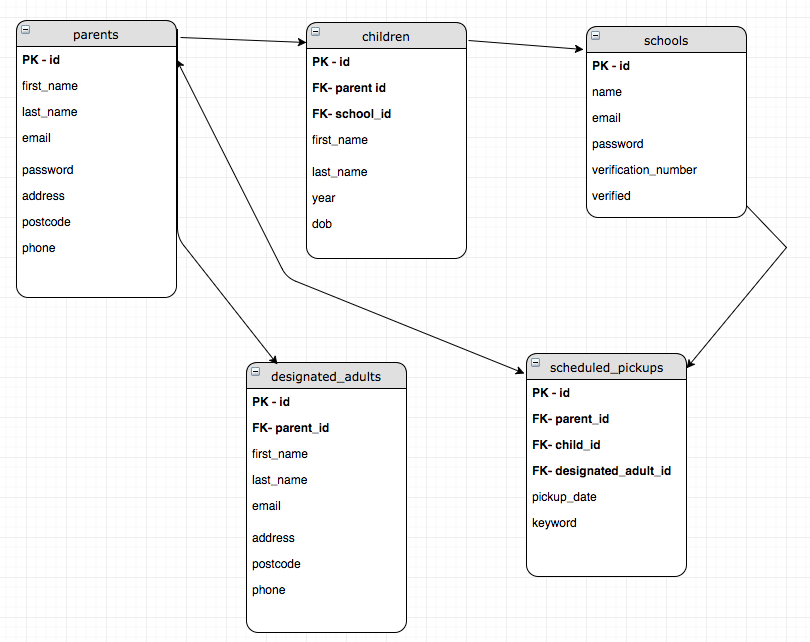 parents
PK - id
first_name
last_name
email
password
address
postcode
phone
children
PK - id
FK- parent id
FK- school_id
first_name
last_name
year
dob
schools
PK - id
name
email
password
verification_number
verified
designated_adults
PK - id
FK- parent_id
first_name
last_name
email
address
postcode
phone
scheduled_pickups
PK - id
FK- parent_id
FK- child_id
FK- designated_adult_id
pickup_date
keyword